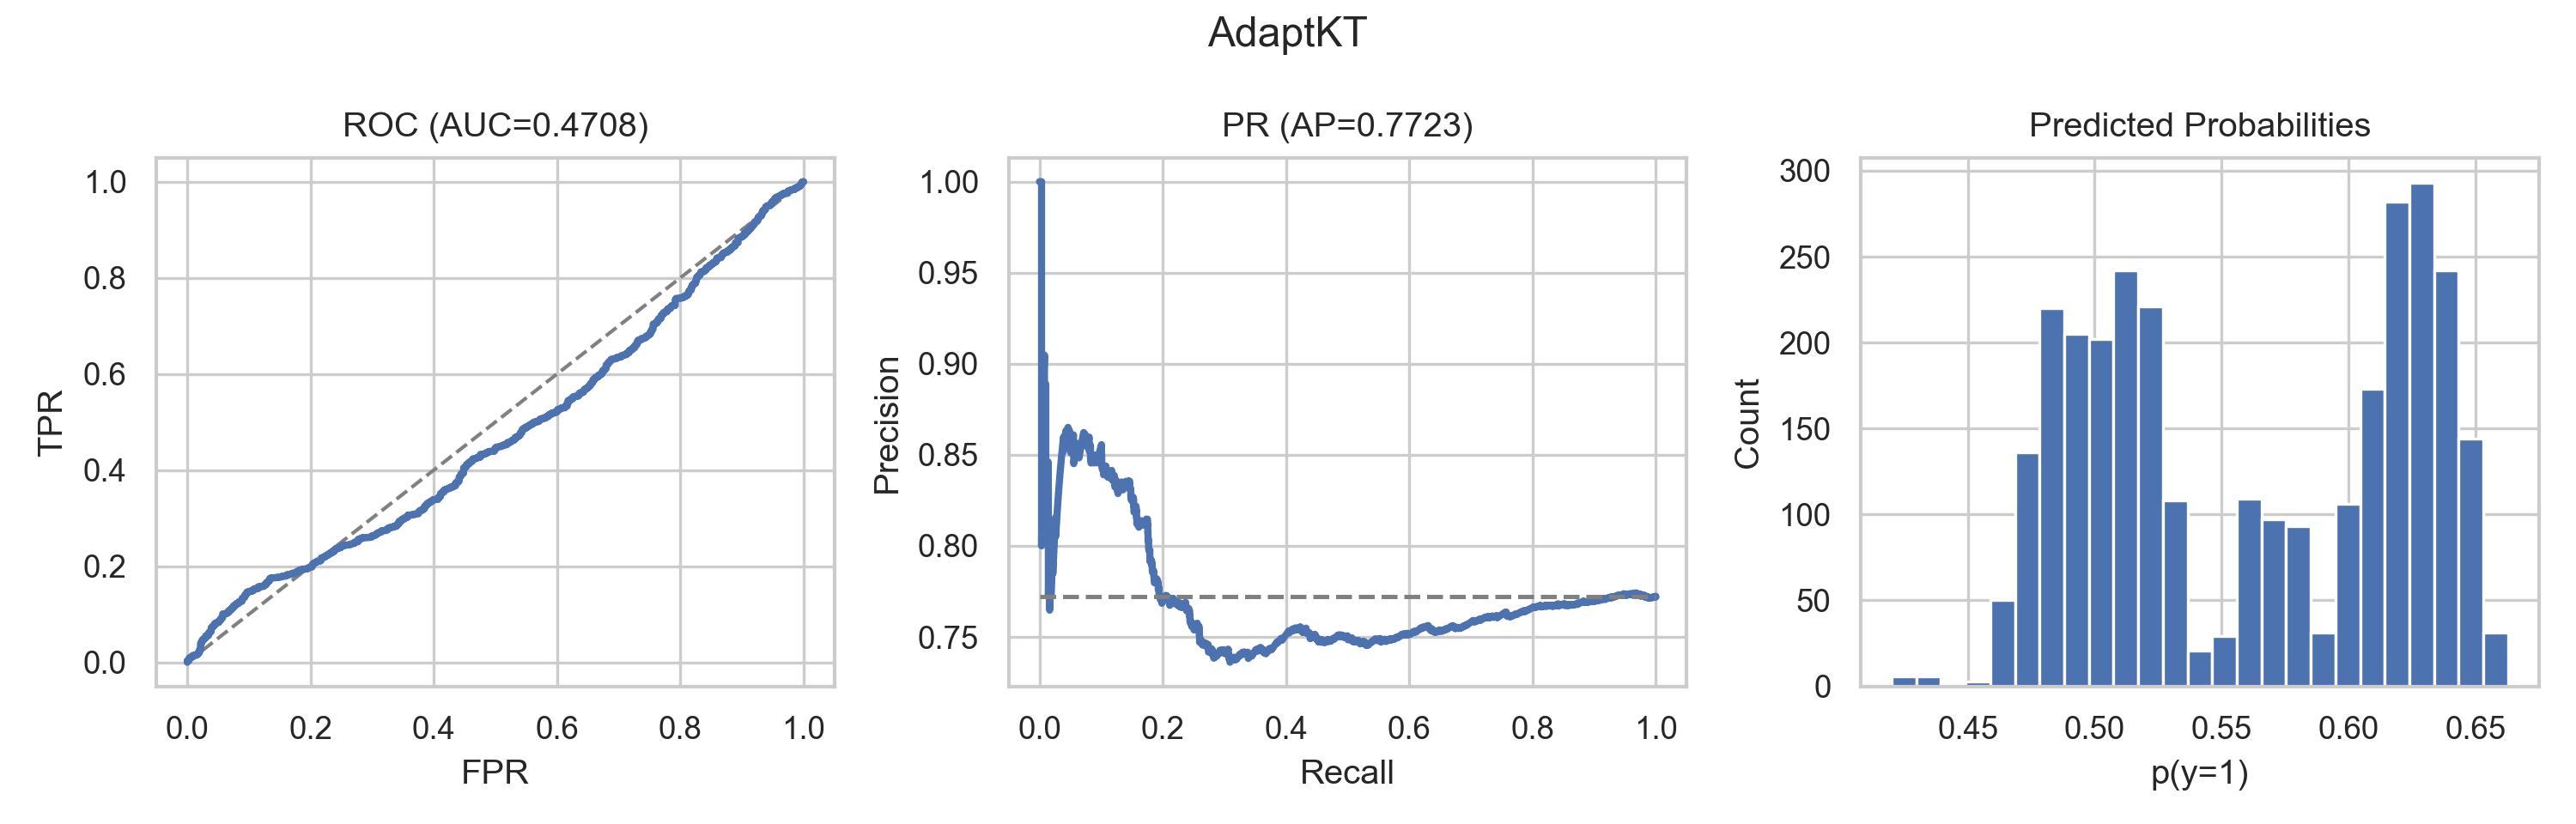 AdaptKT
ROC (AUC=0.4708)
TPR
1.0
0.8
0.6
0.4
0.2
0.0
0.0 0.2 0.4 0.6 0.8 1.0
FPR
PR (AP=0.7723)
Precision
1.00
0.95
0.90
0.85
0.80
0.75
0.0 0.2 0.4 0.6 0.8 1.0
Recall
Predicted Probabilities
Count
300
250
200
150
100
50
0
0.45 0.50 0.55 0.60 0.65
p(y=1)